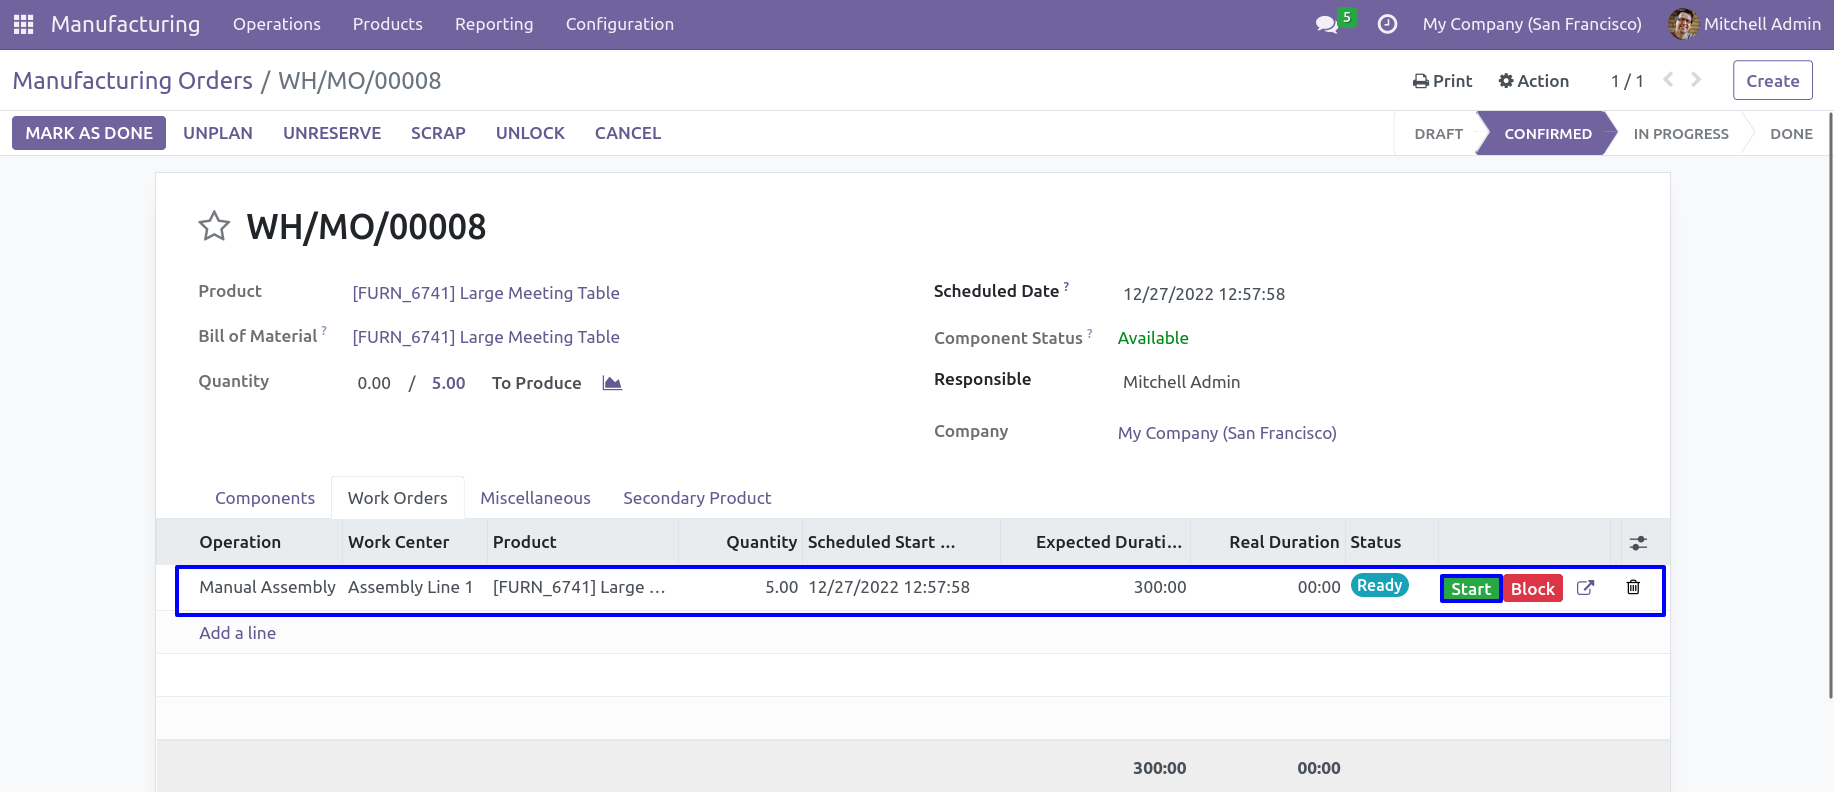 Manufacturing Operations Products Reporting Configuration 5 My Company (San Francisco) Mitchell Admin
Manufacturing Orders / WH/MO/00008 Print Action 1 / 1 Create
MARK AS DONE UNPLAN UNRESERVE SCRAP UNLOCK CANCEL DRAFT CONFIRMED IN PROGRESS DONE
WH/MO/00008
Product [FURN_6741] Large Meeting Table Scheduled Date ? 12/27/2022 12:57:58
Bill of Material ? [FURN_6741] Large Meeting Table Component Status ? Available
Quantity 0.00 / 5.00 To Produce Responsible Mitchell Admin
Company My Company (San Francisco)
Components Work Orders Miscellaneous Secondary Product
Operation Work Center Product Quantity Scheduled Start ... Expected Durati... Real Duration Status
Manual Assembly Assembly Line 1 [FURN_6741] Large ... 5.00 12/27/2022 12:57:58 300:00 00:00 Ready Start Block
Add a line
300:00 00:00